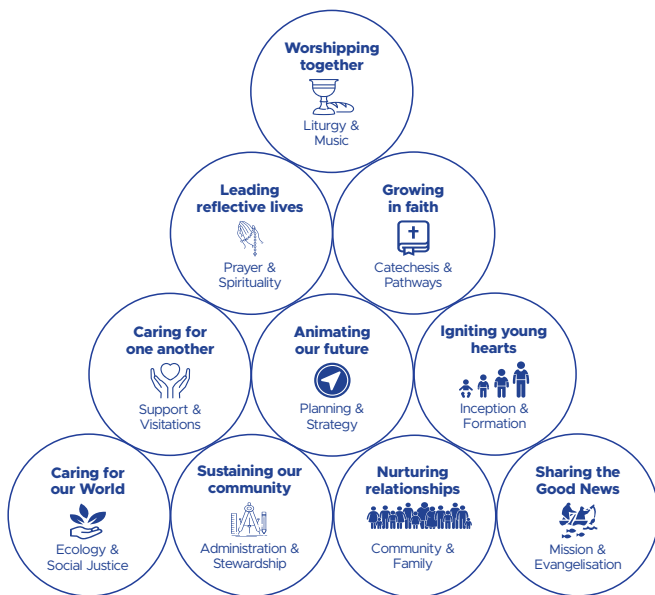 Worshipping
together
Liturgy &
Music
Leading
reflective lives
Prayer &
Spirituality
Growing
in faith
Catechesis &
Pathways
Caring for
one another
Support &
Visitations
Animating
our future
Planning &
Strategy
Igniting young
hearts
Inception &
Formation
Caring for
our World
Ecology &
Social Justice
Sustaining our
community
Administration &
Stewardship
Nurturing
relationships
Community &
Family
Sharing the
Good News
Mission &
Evangelisation